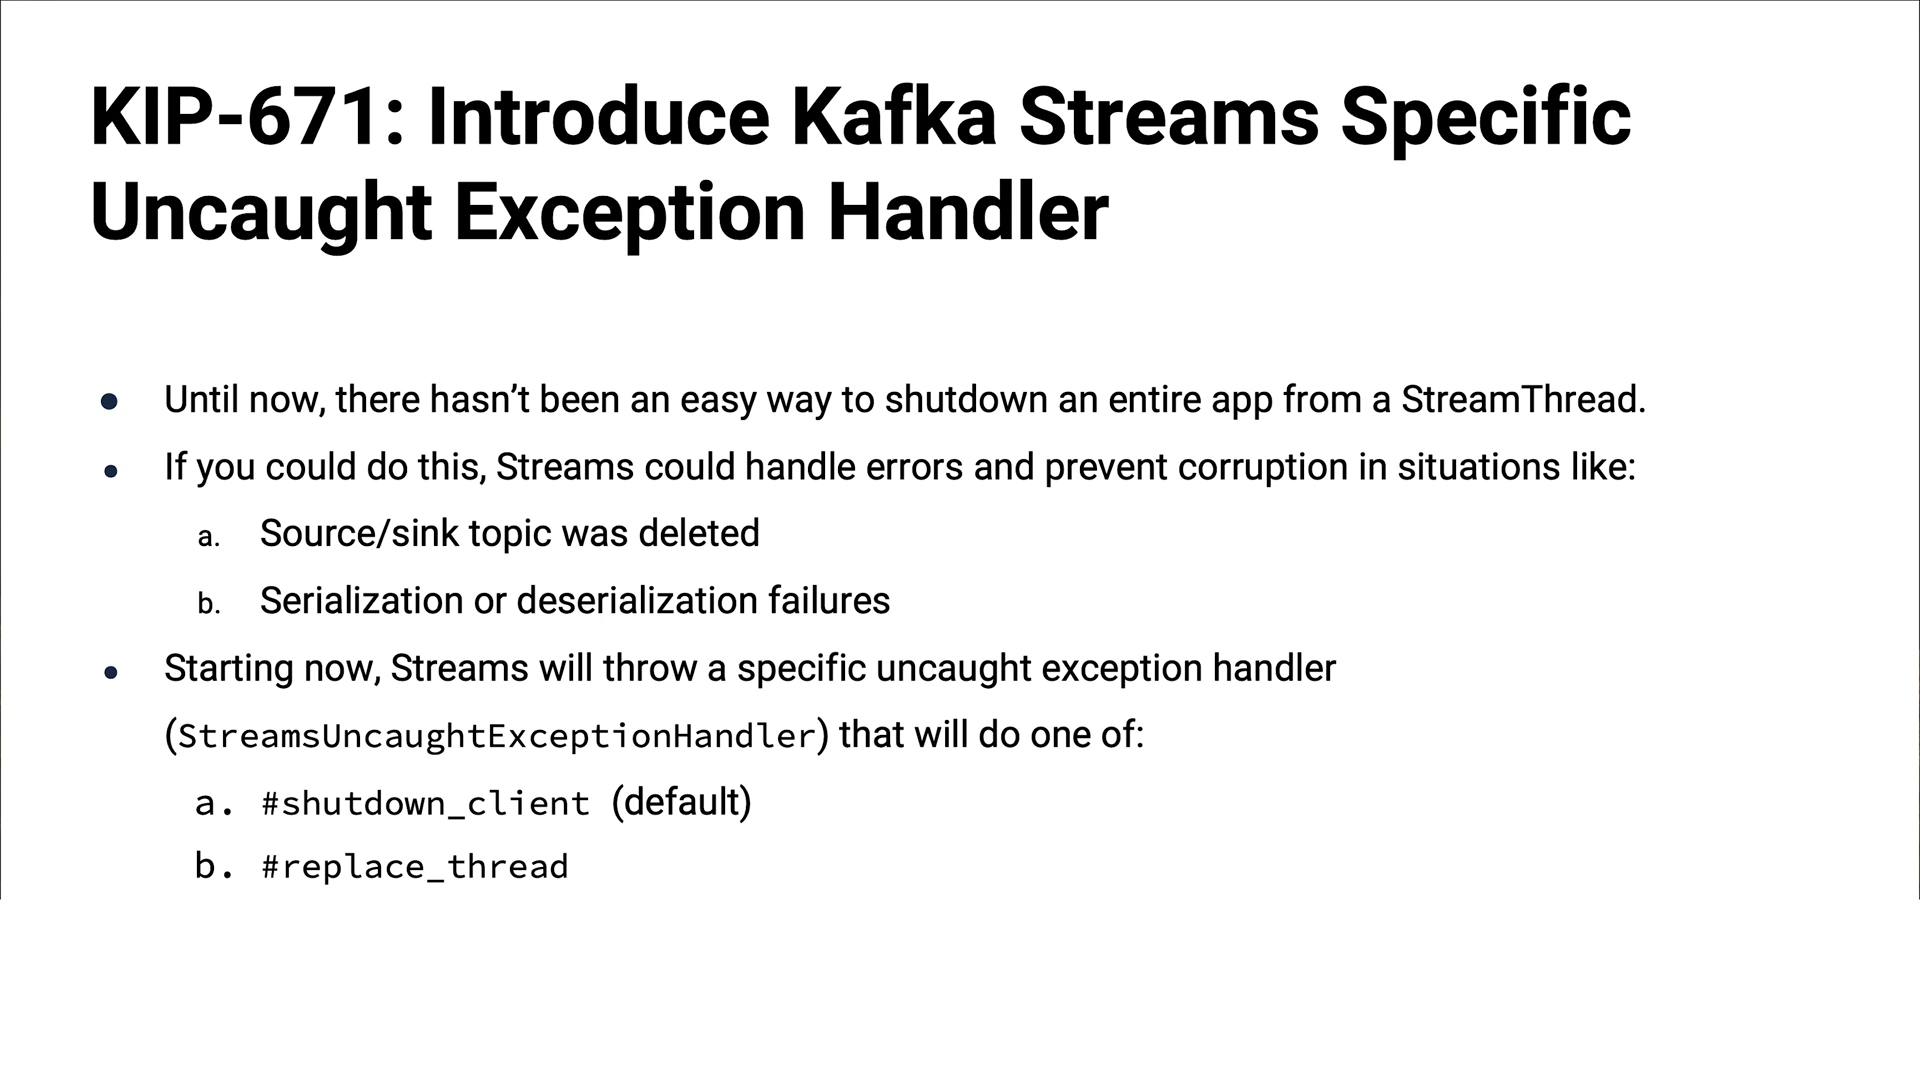 KIP-671: Introduce Kafka Streams Specific
Uncaught Exception Handler
● Until now, there hasn’t been an easy way to shutdown an entire app from a StreamThread.
● If you could do this, Streams could handle errors and prevent corruption in situations like:
a. Source/sink topic was deleted
b. Serialization or deserialization failures
● Starting now, Streams will throw a specific uncaught exception handler
(StreamsUncaughtExceptionHandler) that will do one of:
a. #shutdown_client (default)
b. #replace_thread